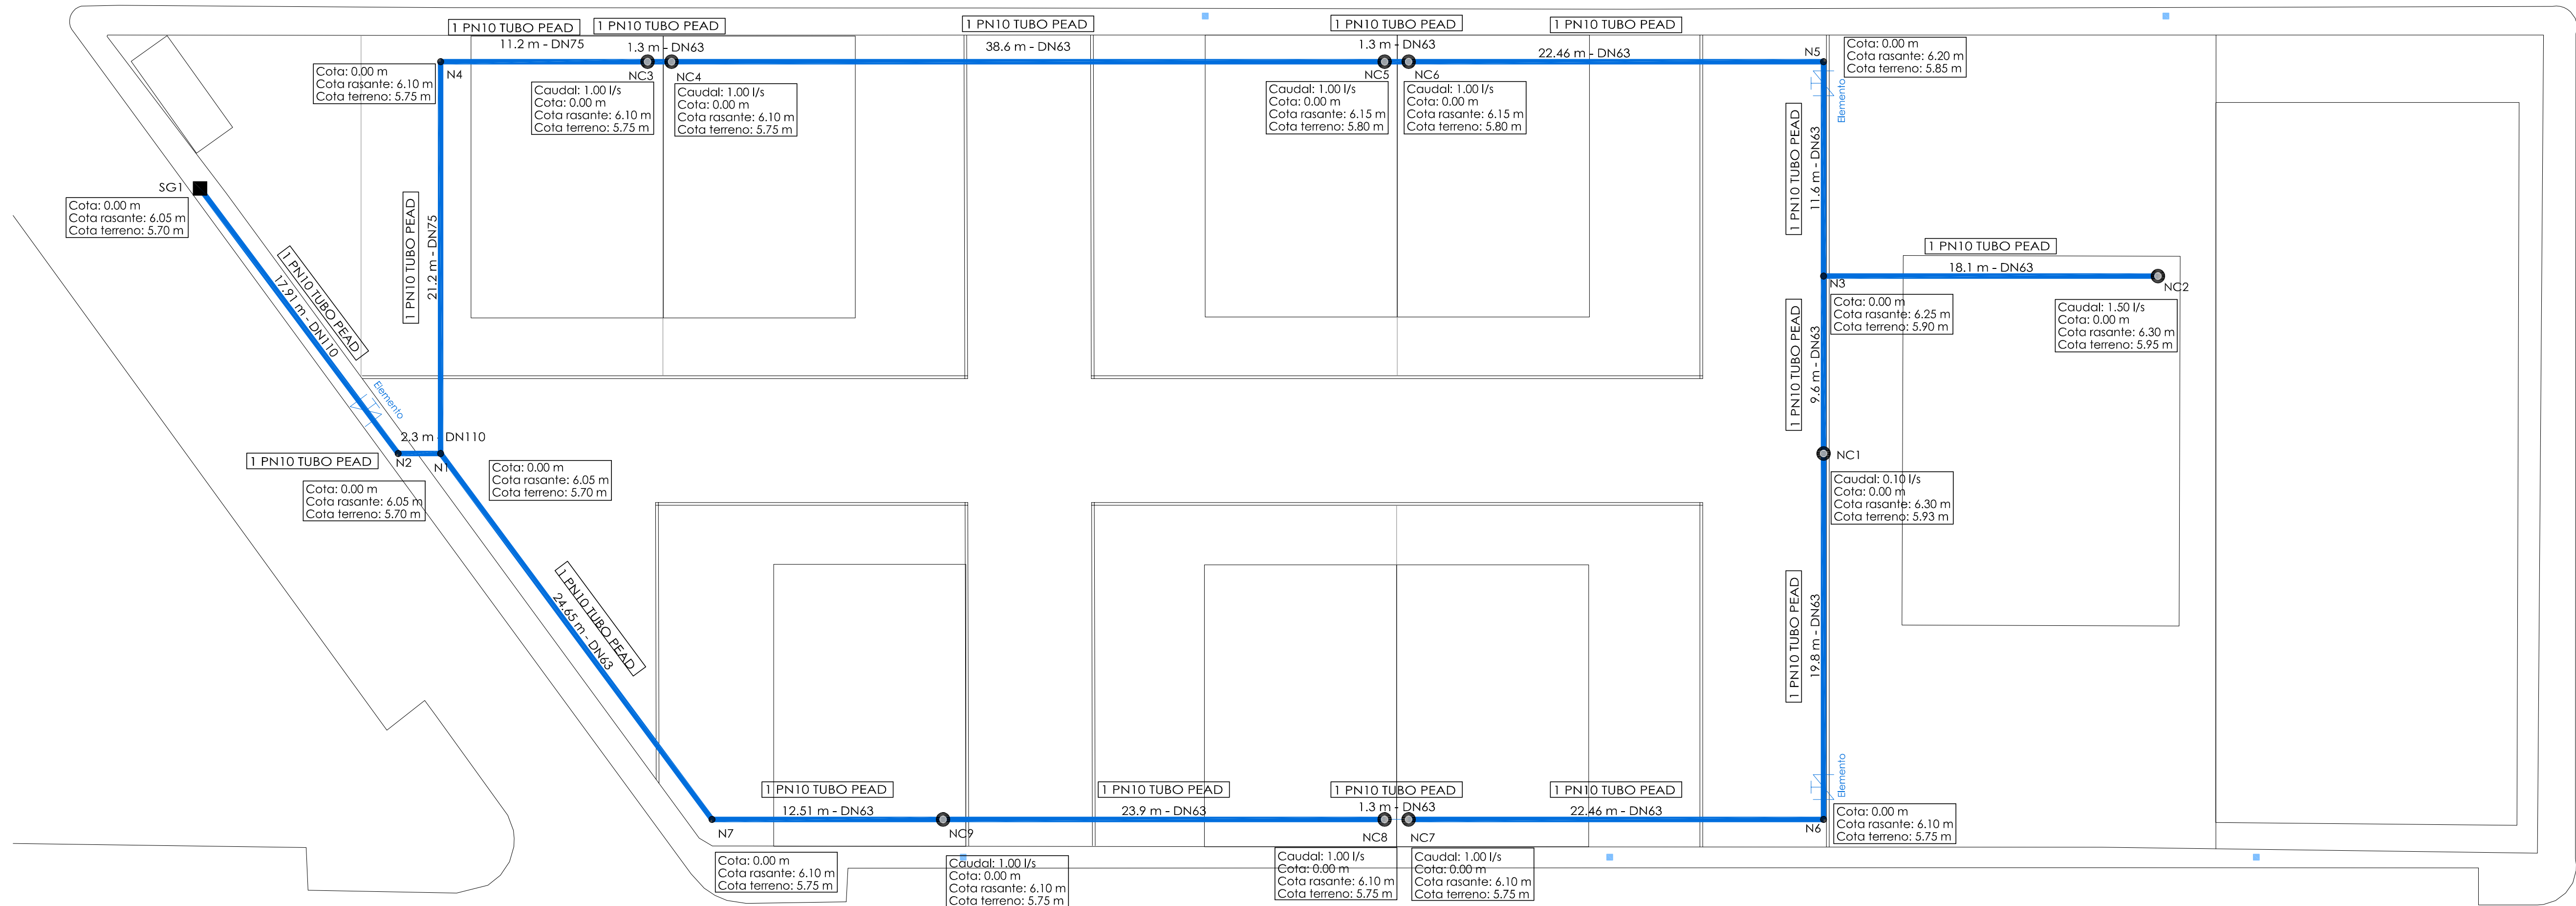 1 PN10 TUBO PEAD
11.2 m - DN75
1 PN10 TUBO PEAD
1.3 m - DN63
1 PN10 TUBO PEAD
38.6 m - DN63
1 PN10 TUBO PEAD
1.3 m - DN63
1 PN10 TUBO PEAD
22.46 m - DN63
N5
Cota: 0.00 m
Cota rasante: 6.20 m
Cota terreno: 5.85 m
Elemento
N4
Cota: 0.00 m
Cota rasante: 6.10 m
Cota terreno: 5.75 m
NC3
Caudal: 1.00 l/s
Cota: 0.00 m
Cota rasante: 6.10 m
Cota terreno: 5.75 m
NC4
Caudal: 1.00 l/s
Cota: 0.00 m
Cota rasante: 6.10 m
Cota terreno: 5.75 m
NC5
Caudal: 1.00 l/s
Cota: 0.00 m
Cota rasante: 6.15 m
Cota terreno: 5.80 m
NC6
Caudal: 1.00 l/s
Cota: 0.00 m
Cota rasante: 6.15 m
Cota terreno: 5.80 m
1 PN10 TUBO PEAD
11.6 m - DN63
SG1
Cota: 0.00 m
Cota rasante: 6.05 m
Cota terreno: 5.70 m
1 PN10 TUBO PEAD
17.91 m - DN110
1 PN10 TUBO PEAD
21.2 m - DN75
1 PN10 TUBO PEAD
18.1 m - DN63
NC2
Caudal: 1.50 l/s
Cota: 0.00 m
Cota rasante: 6.30 m
Cota terreno: 5.95 m
N3
Cota: 0.00 m
Cota rasante: 6.25 m
Cota terreno: 5.90 m
1 PN10 TUBO PEAD
9.6 m - DN63
Elemento
2.3 m - DN110
1 PN10 TUBO PEAD
N2
Cota: 0.00 m
Cota rasante: 6.05 m
Cota terreno: 5.70 m
N1
Cota: 0.00 m
Cota rasante: 6.05 m
Cota terreno: 5.70 m
NC1
Caudal: 0.10 l/s
Cota: 0.00 m
Cota rasante: 6.30 m
Cota terreno: 5.93 m
1 PN10 TUBO PEAD
24.65 m - DN63
1 PN10 TUBO PEAD
19.8 m - DN63
Elemento
1 PN10 TUBO PEAD
12.51 m - DN63
1 PN10 TUBO PEAD
23.9 m - DN63
1 PN10 TUBO PEAD
1.3 m - DN63
1 PN10 TUBO PEAD
22.46 m - DN63
N7
Cota: 0.00 m
Cota rasante: 6.10 m
Cota terreno: 5.75 m
NC9
Caudal: 1.00 l/s
Cota: 0.00 m
Cota rasante: 6.10 m
Cota terreno: 5.75 m
NC8
Caudal: 1.00 l/s
Cota: 0.00 m
Cota rasante: 6.10 m
Cota terreno: 5.75 m
NC7
Caudal: 1.00 l/s
Cota: 0.00 m
Cota rasante: 6.10 m
Cota terreno: 5.75 m
N6
Cota: 0.00 m
Cota rasante: 6.10 m
Cota terreno: 5.75 m